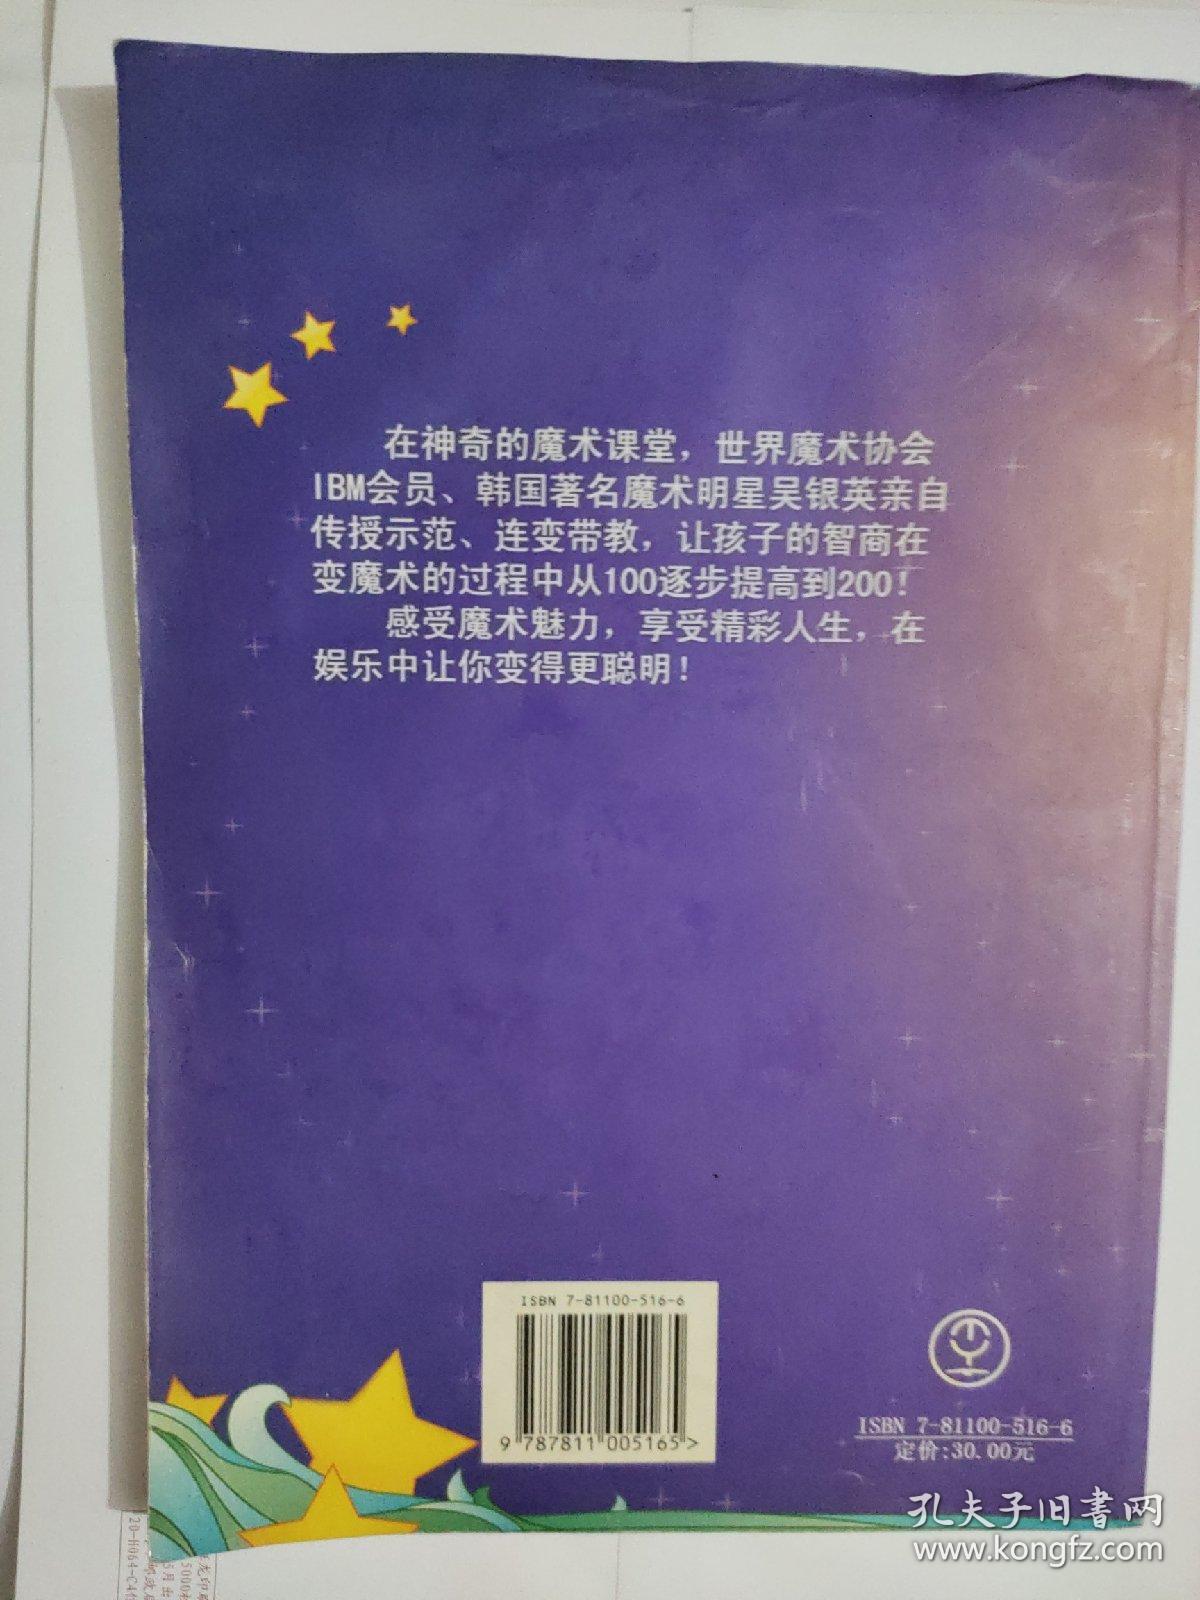 在神奇的魔术课堂，世界魔术协会
IBM会员、韩国著名魔术明星吴银英亲自
传授示范、连变带教，让孩子的智商在
变魔术的过程中从100逐步提高到200！
感受魔术魅力，享受精彩人生，在
娱乐中让你变得更聪明！
ISBN 7-81100-516-6
9 787811 005165>
ISBN 7-81100-516-6
定价:30.00元
孔夫子旧书网
www.kongfz.com